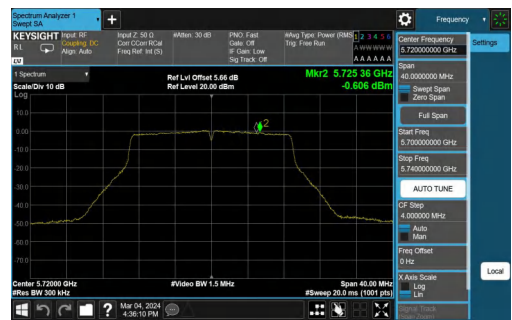 Spectrum Analyzer 1
Swept SA
Frequency
KEYSIGHT
RL
Input: RF
Coupling: DC
Align: Auto
Input Z: 50 Ω
Corr CCorr RCal
Freq Ref: Int (S)
#Atten: 30 dB
PNO: Fast
Gate: Off
IF Gain: Low
Sig Track: Off
#Avg Type: Power (RMS)
Trig: Free Run
1 2 3 4 5 6
A W W W W W
A A A A A A
LV
1 Spectrum
Scale/Div 10 dB
Log
Ref Lvl Offset 5.66 dB
Ref Level 20.00 dBm
Mkr2 5.725 36 GHz
-0.606 dBm
10.0
0.00
-10.0
-20.0
-30.0
-40.0
-50.0
-60.0
-70.0
2
Center 5.72000 GHz
#Res BW 300 kHz
#Video BW 1.5 MHz
Span 40.00 MHz
#Sweep 20.0 ms (1001 pts)
Mar 04, 2024
4:36:10 PM
Center Frequency
5.720000000 GHz
Settings
Span
40.0000000 MHz
Swept Span
Zero Span
Full Span
Start Freq
5.700000000 GHz
Stop Freq
5.740000000 GHz
AUTO TUNE
CF Step
4.000000 MHz
Auto
Man
Freq Offset
0 Hz
X Axis Scale
Log
Lin
Local
Signal Track